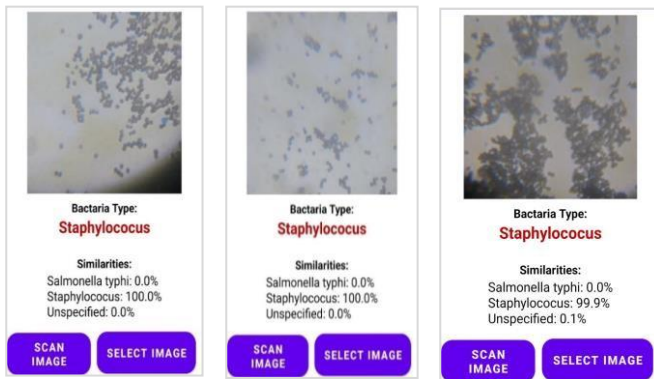 Bactaria Type:
Staphylococus
Similarities:
Salmonella typhi: 0.0%
Staphylococus: 100.0%
Unspecified: 0.0%
SCAN
IMAGE
SELECT IMAGE
Bactaria Type:
Staphylococus
Similarities:
Salmonella typhi: 0.0%
Staphylococus: 100.0%
Unspecified: 0.0%
SCAN
IMAGE
SELECT IMAGE
Bactaria Type:
Staphylococus
Similarities:
Salmonella typhi: 0.0%
Staphylococus: 99.9%
Unspecified: 0.1%
SCAN
IMAGE
SELECT IMAGE